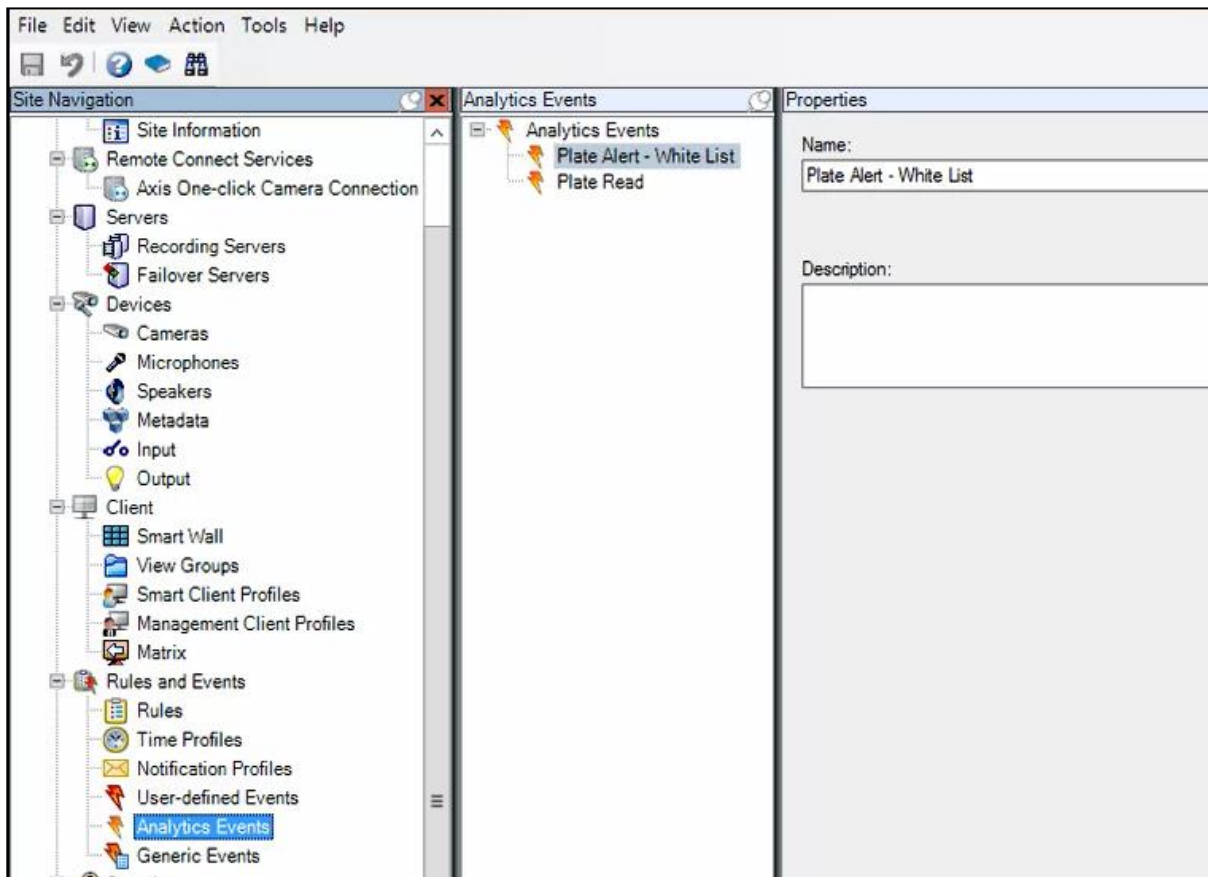 File Edit View Action Tools Help
Site Navigation
Site Information
Remote Connect Services
Axis One-click Camera Connection
Servers
Recording Servers
Failover Servers
Devices
Cameras
Microphones
Speakers
Metadata
Input
Output
Client
Smart Wall
View Groups
Smart Client Profiles
Management Client Profiles
Matrix
Rules and Events
Rules
Time Profiles
Notification Profiles
User-defined Events
Analytics Events
Generic Events
Analytics Events
Analytics Events
Plate Alert - White List
Plate Read
Properties
Name:
Plate Alert - White List
Description: